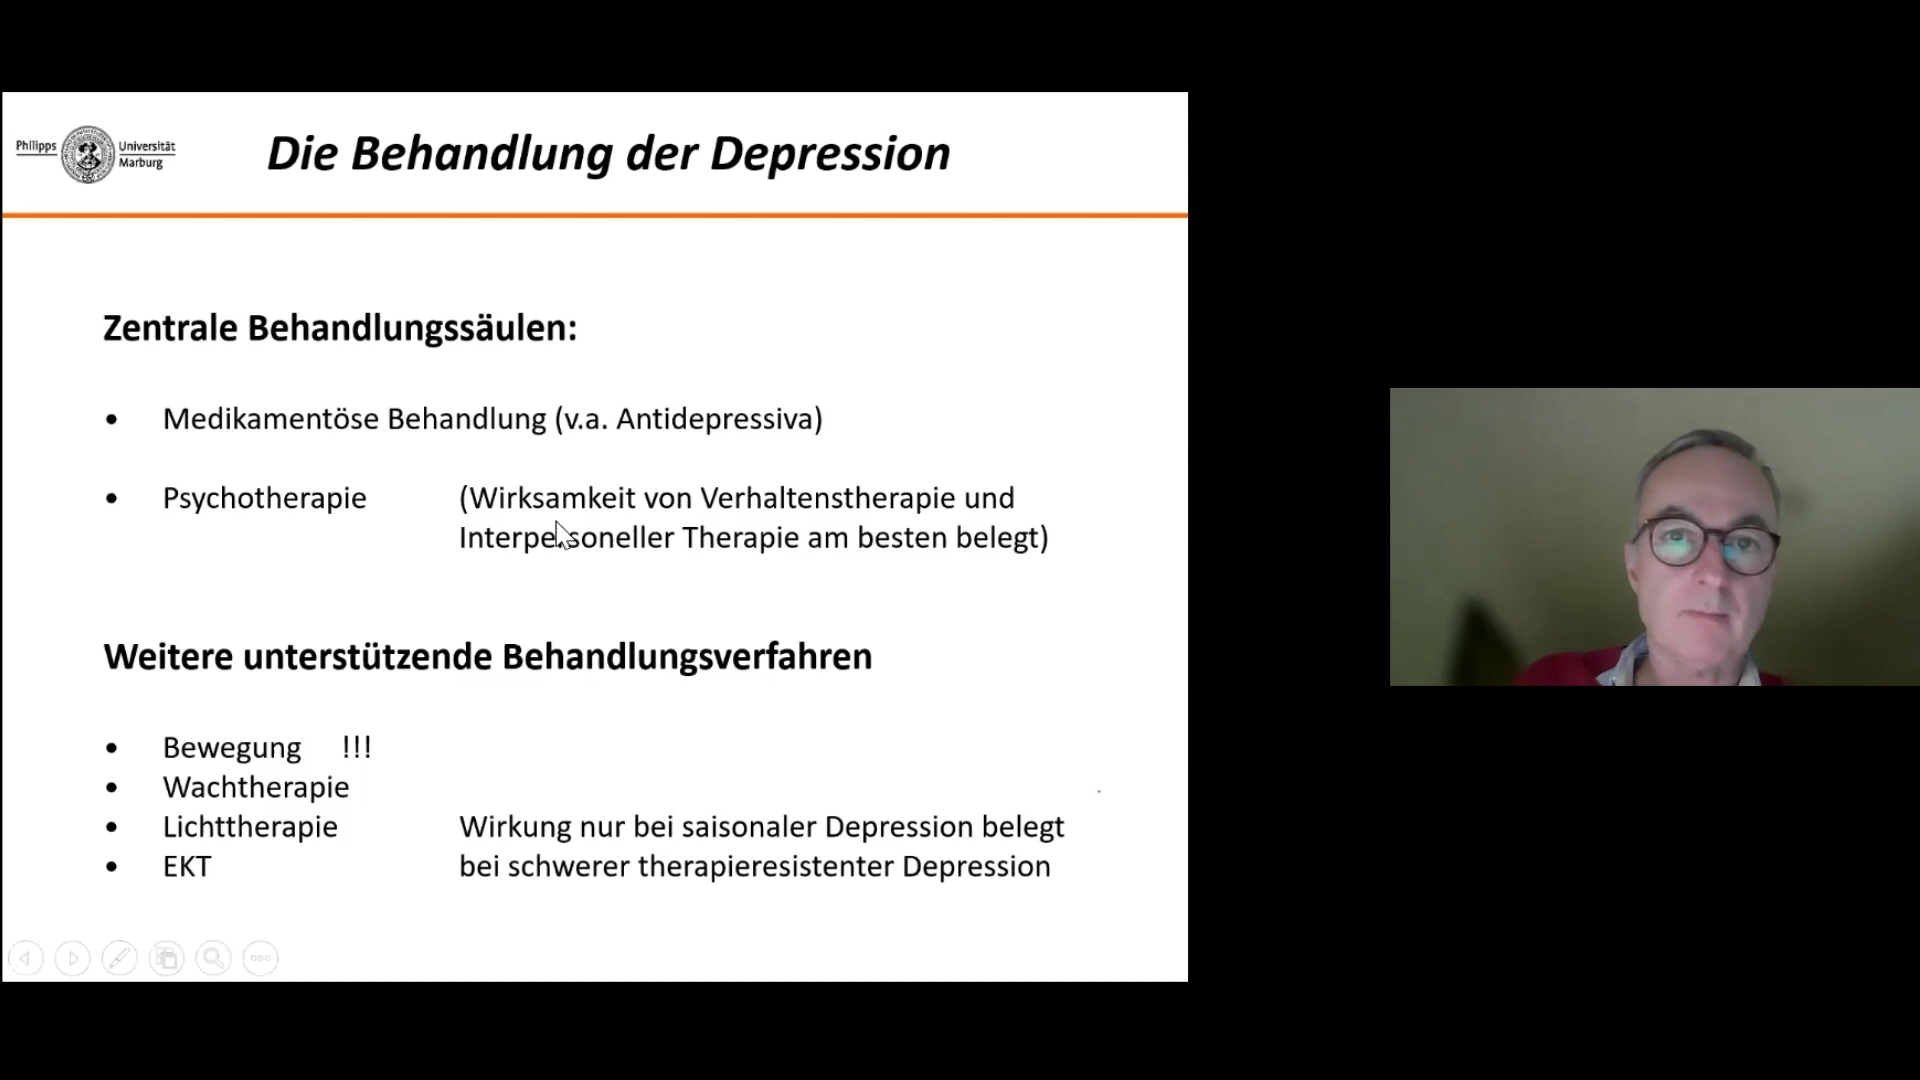 Philipps Universität
Marburg
Die Behandlung der Depression
Zentrale Behandlungssäulen:
• Medikamentöse Behandlung (v.a. Antidepressiva)
• Psychotherapie (Wirksamkeit von Verhaltenstherapie und
Interpersoneller Therapie am besten belegt)
Weitere unterstützende Behandlungsverfahren
• Bewegung !!!
• Wachtherapie
• Lichttherapie Wirkung nur bei saisonaler Depression belegt
• EKT bei schwerer therapieresistenter Depression